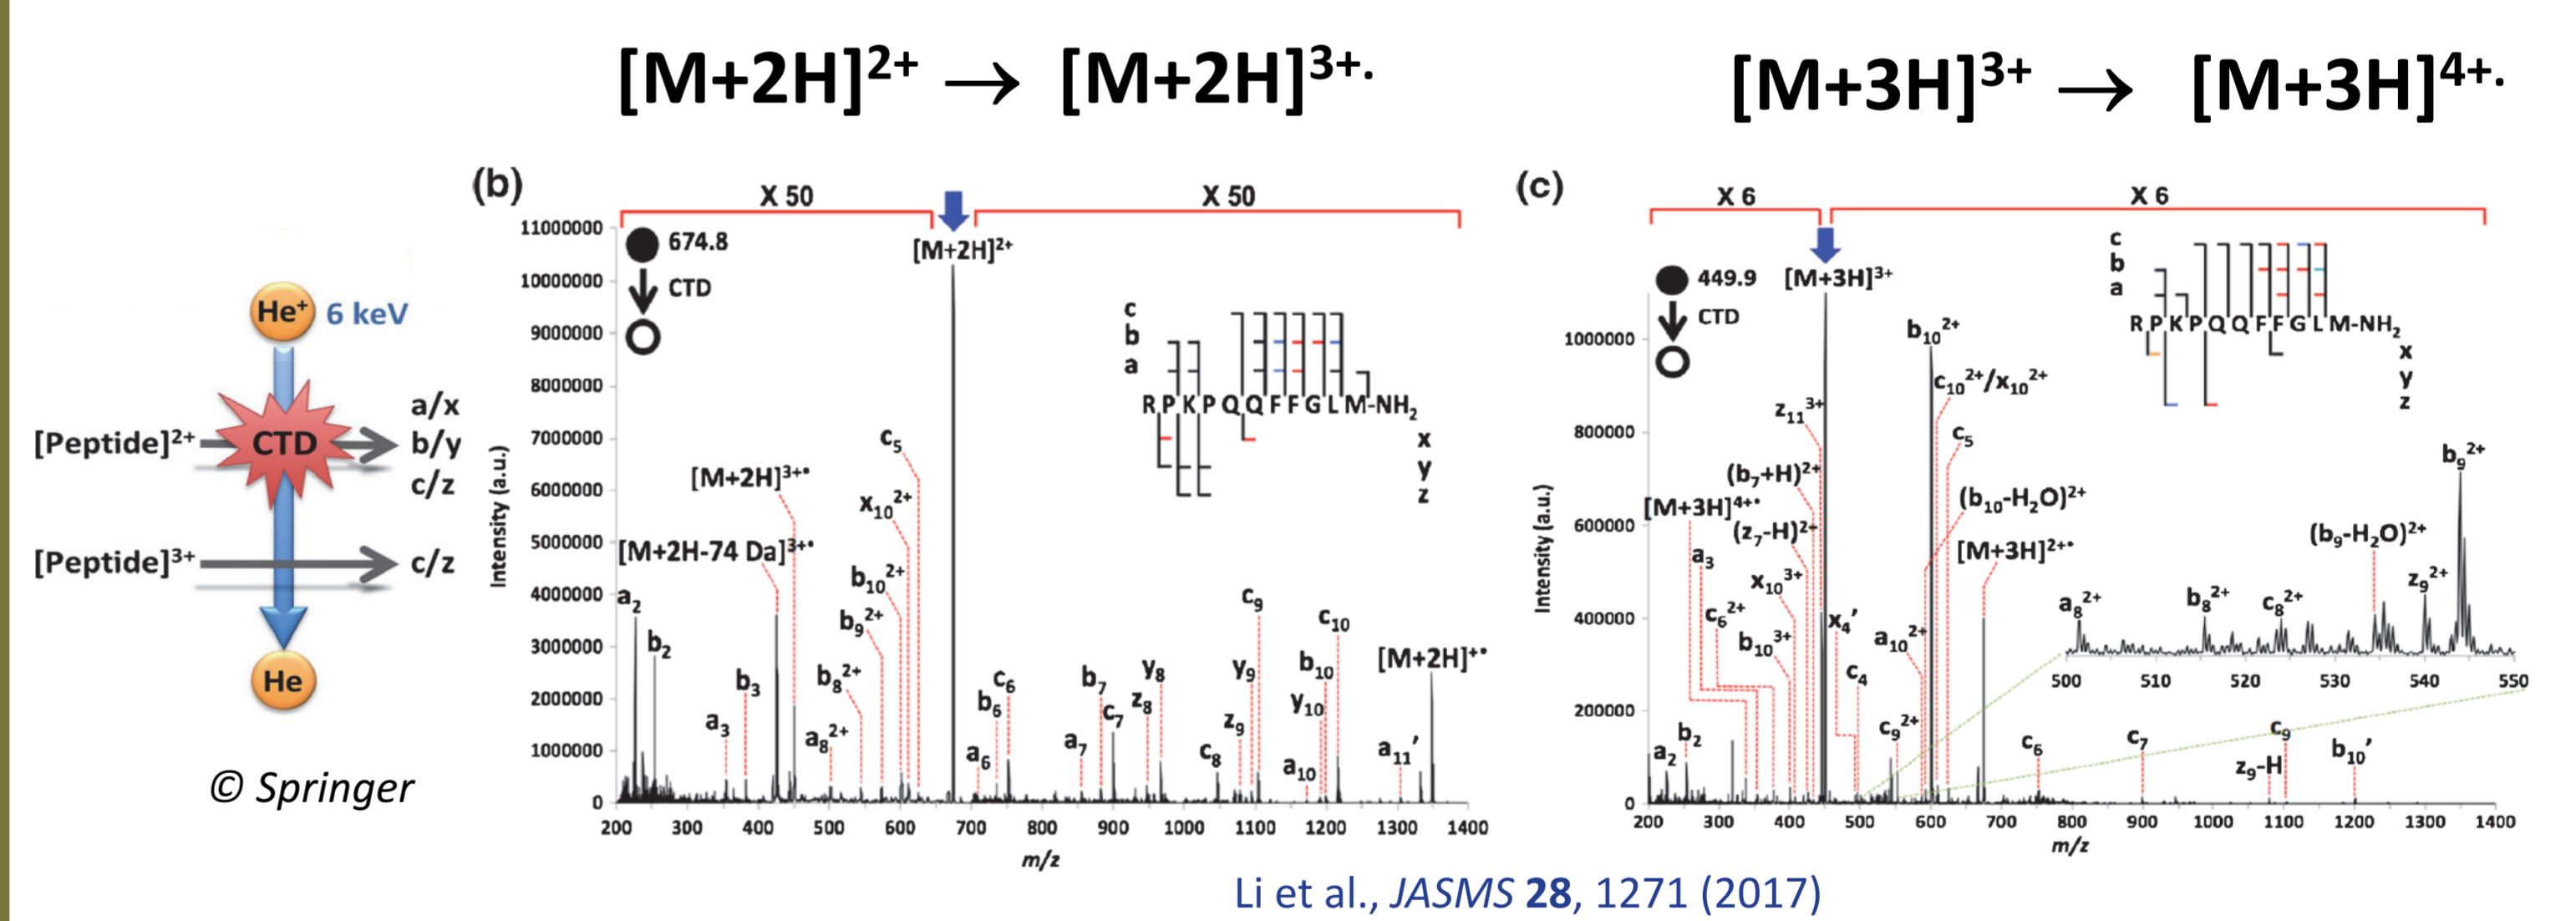 [M+2H]2+ → [M+2H]3+.
[M+3H]3+ → [M+3H]4+.
He+ 6 keV
[Peptide]2+
CTD
a/x
b/y
c/z
[Peptide]3+
c/z
He
© Springer
(b)
X 50
X 50
674.8
CTD
[M+2H]2+
Intensity (a.u.)
11000000
10000000
9000000
8000000
7000000
6000000
5000000
4000000
3000000
2000000
1000000
0
c
b
a
R P K P Q Q F F G L M-NH2
x
y
z
[M+2H]3+•
[M+2H-74 Da]3+•
c5
x10 2+
b10 2+
b9 2+
b8 2+
a8 2+
a2
b2
a3
b3
a6
b6
c6
a7
b7
c7
z8
y8
c8
z9
y9
c9
a10
y10
b10
c10
a11'
[M+2H]+•
200 300 400 500 600 700 800 900 1000 1100 1200 1300 1400
m/z
(c)
X 6
X 6
449.9
CTD
[M+3H]3+
Intensity (a.u.)
1000000
800000
600000
400000
200000
0
c
b
a
R P K P Q Q F F G L M-NH2
x
y
z
b10 2+
c10 2+/x10 2+
c5
z11 3+
(b7+H)2+
[M+3H]4+•
(z7-H)2+
a3
x10 3+
c6 2+
b10 3+
(b10-H2O)2+
[M+3H]2+•
x4'
c4
a10 2+
c9 2+
a2
b2
c6
c7
z9-H
c9
b10'
a8 2+
b8 2+
c8 2+
(b9-H2O)2+
z9 2+
b9 2+
500 510 520 530 540 550
200 300 400 500 600 700 800 900 1000 1100 1200 1300 1400
m/z
Li et al., JASMS 28, 1271 (2017)